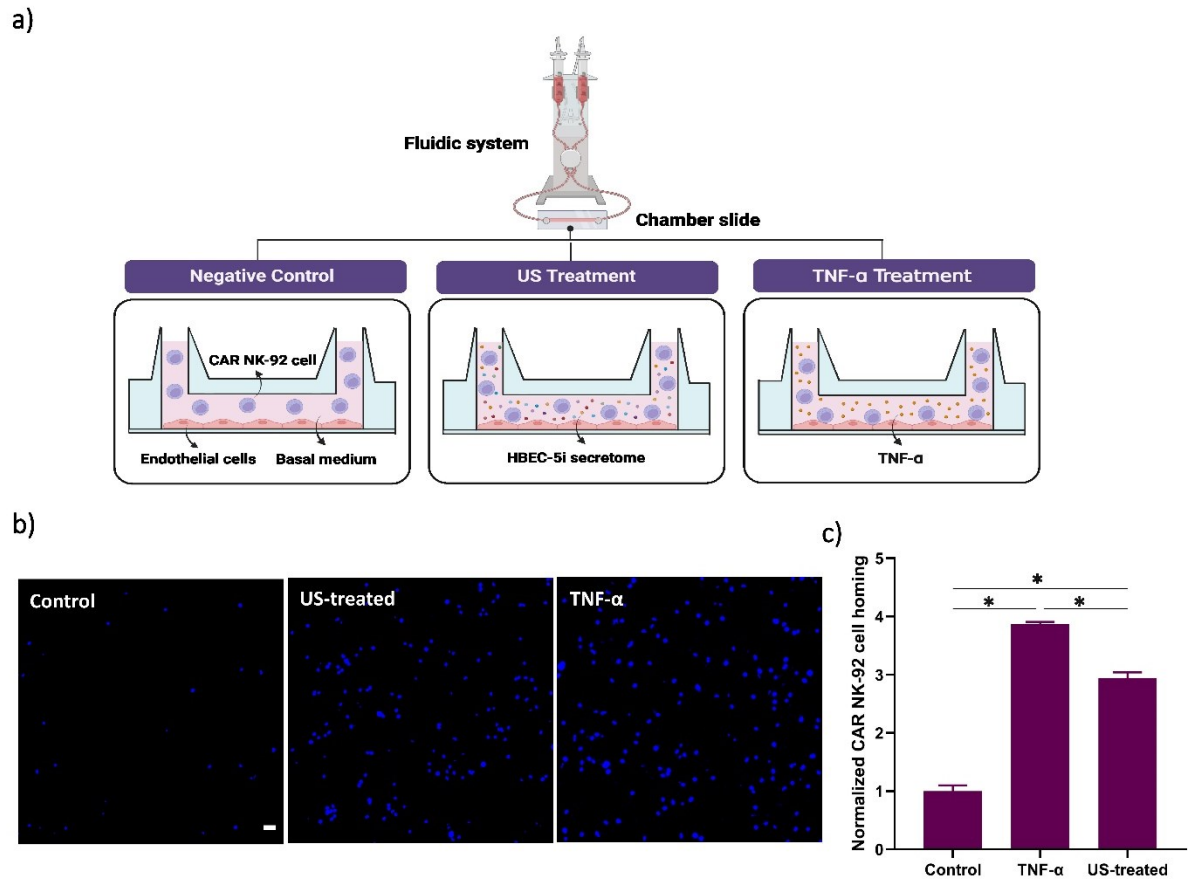 a)
Fluidic system
Chamber slide
Negative Control
US Treatment
TNF-α Treatment
CAR NK-92 cell
Endothelial cells
Basal medium
HBEC-5i secretome
TNF-α
b)
Control
US-treated
TNF-α
c)
Normalized CAR NK-92 cell homing
5
4
3
2
1
0
*
*
*
Control
TNF-α
US-treated